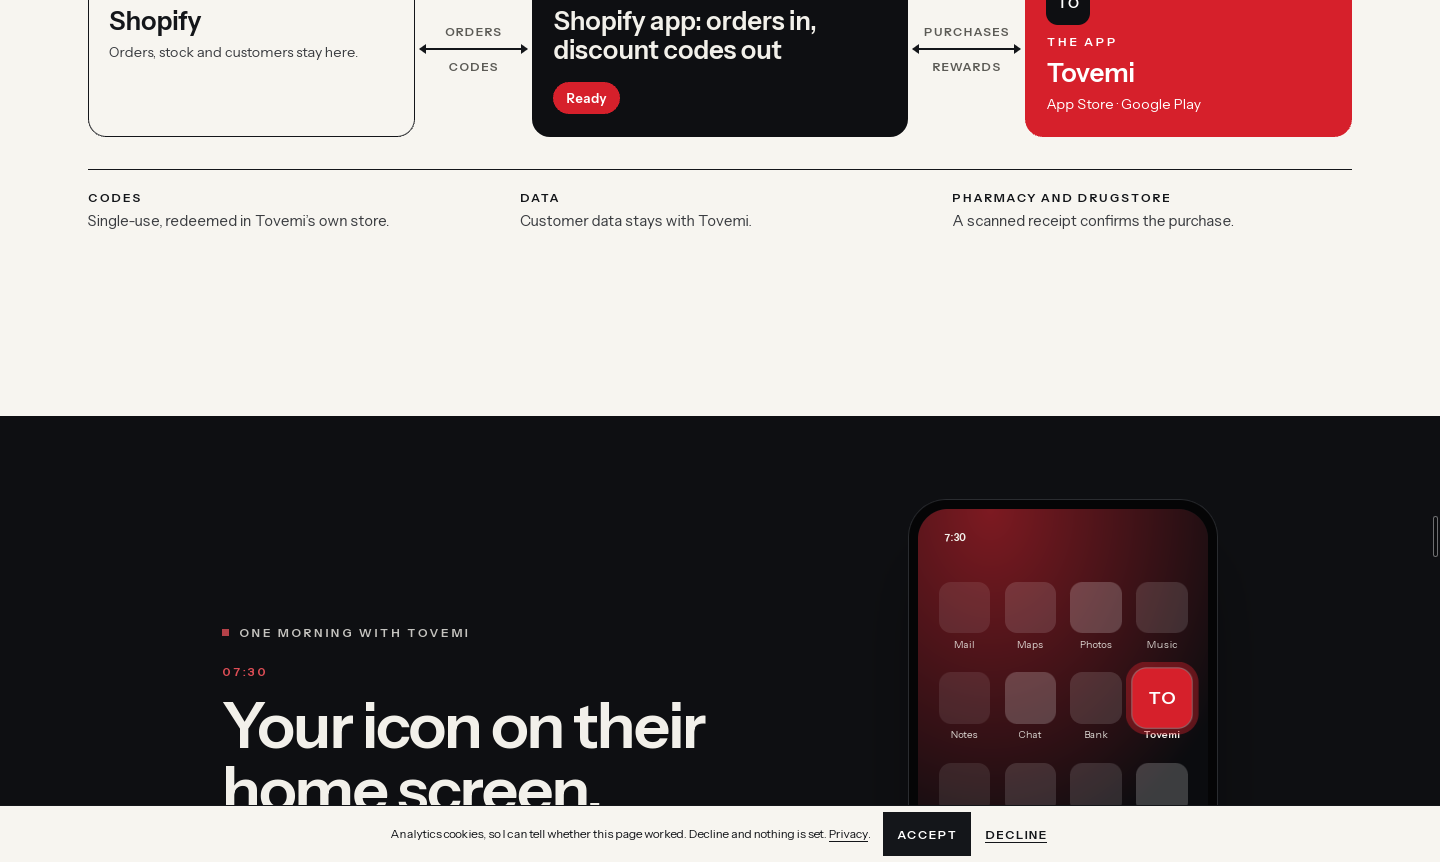 Shopify
Orders, stock and customers stay here.
ORDERS
CODES
Shopify app: orders in,
discount codes out
Ready
PURCHASES
REWARDS
TO
THE APP
Tovemi
App Store · Google Play
CODES
Single-use, redeemed in Tovemi's own store.
DATA
Customer data stays with Tovemi.
PHARMACY AND DRUGSTORE
A scanned receipt confirms the purchase.
ONE MORNING WITH TOVEMI
07:30
Your icon on their
home screen.
7:30
Mail Maps Photos Music
TO
Notes Chat Bank Tovemi
Analytics cookies, so I can tell whether this page worked. Decline and nothing is set. Privacy.
ACCEPT
DECLINE